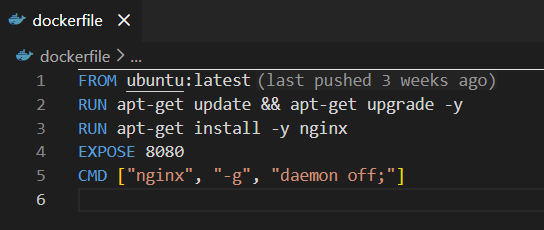 dockerfile
dockerfile > ...
1 FROM ubuntu:latest (last pushed 3 weeks ago)
2 RUN apt-get update && apt-get upgrade -y
3 RUN apt-get install -y nginx
4 EXPOSE 8080
5 CMD ["nginx", "-g", "daemon off;"]
6